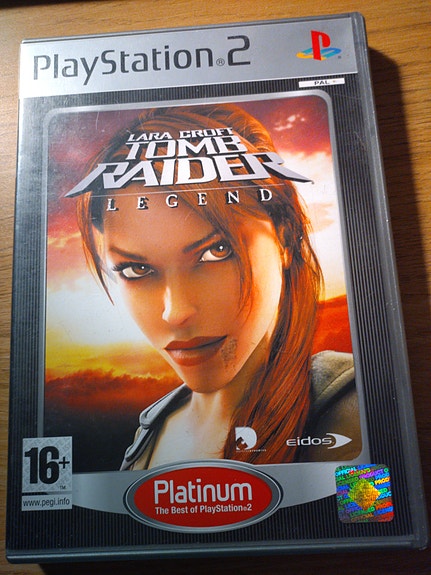 PlayStation®2
PAL
LARA CROFT
TOMB
RAIDER
LEGEND
eidos
16+
www.pegi.info
Platinum
The Best of PlayStation®2
OFFICIAL